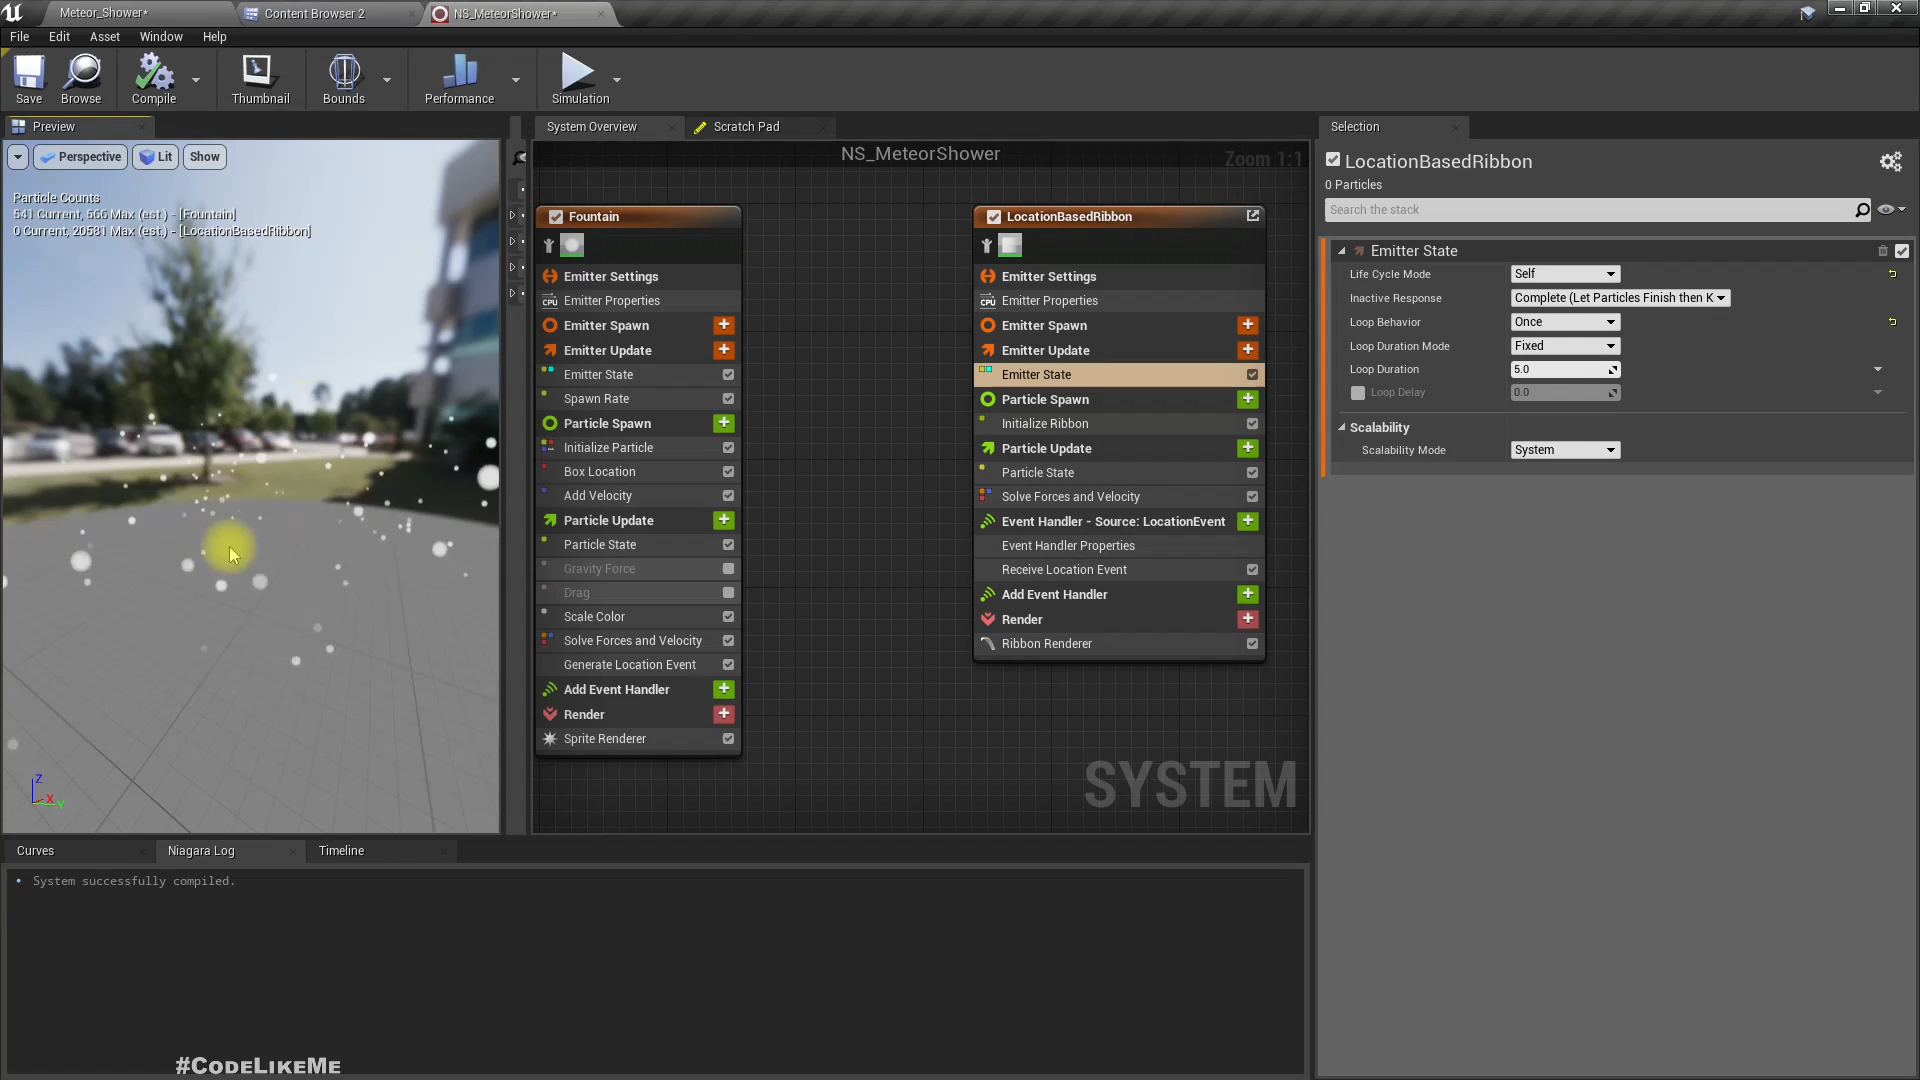 Meteor_Shower*
Content Browser 2
NS_MeteorShower*
File
Edit
Asset
Window
Help
Save
Browse
Compile
Thumbnail
Bounds
Performance
Simulation
Preview
Perspective
Lit
Show
Particle Counts
541 Current, 566 Max (est.) - [Fountain]
0 Current, 20581 Max (est.) - [LocationBasedRibbon]
Z
X
Y
System Overview
Scratch Pad
NS_MeteorShower
Zoom 1:1
Fountain
Emitter Settings
CPU Emitter Properties
Emitter Spawn
Emitter Update
Emitter State
Spawn Rate
Particle Spawn
Initialize Particle
Box Location
Add Velocity
Particle Update
Particle State
Gravity Force
Drag
Scale Color
Solve Forces and Velocity
Generate Location Event
Add Event Handler
Render
Sprite Renderer
LocationBasedRibbon
Emitter Settings
CPU Emitter Properties
Emitter Spawn
Emitter Update
Emitter State
Particle Spawn
Initialize Ribbon
Particle Update
Particle State
Solve Forces and Velocity
Event Handler - Source: LocationEvent
Event Handler Properties
Receive Location Event
Add Event Handler
Render
Ribbon Renderer
SYSTEM
Selection
LocationBasedRibbon
0 Particles
Search the stack
Emitter State
Life Cycle Mode
Self
Inactive Response
Complete (Let Particles Finish then K
Loop Behavior
Once
Loop Duration Mode
Fixed
Loop Duration
5.0
Loop Delay
0.0
Scalability
Scalability Mode
System
Curves
Niagara Log
Timeline
• System successfully compiled.
#CodeLikeMe